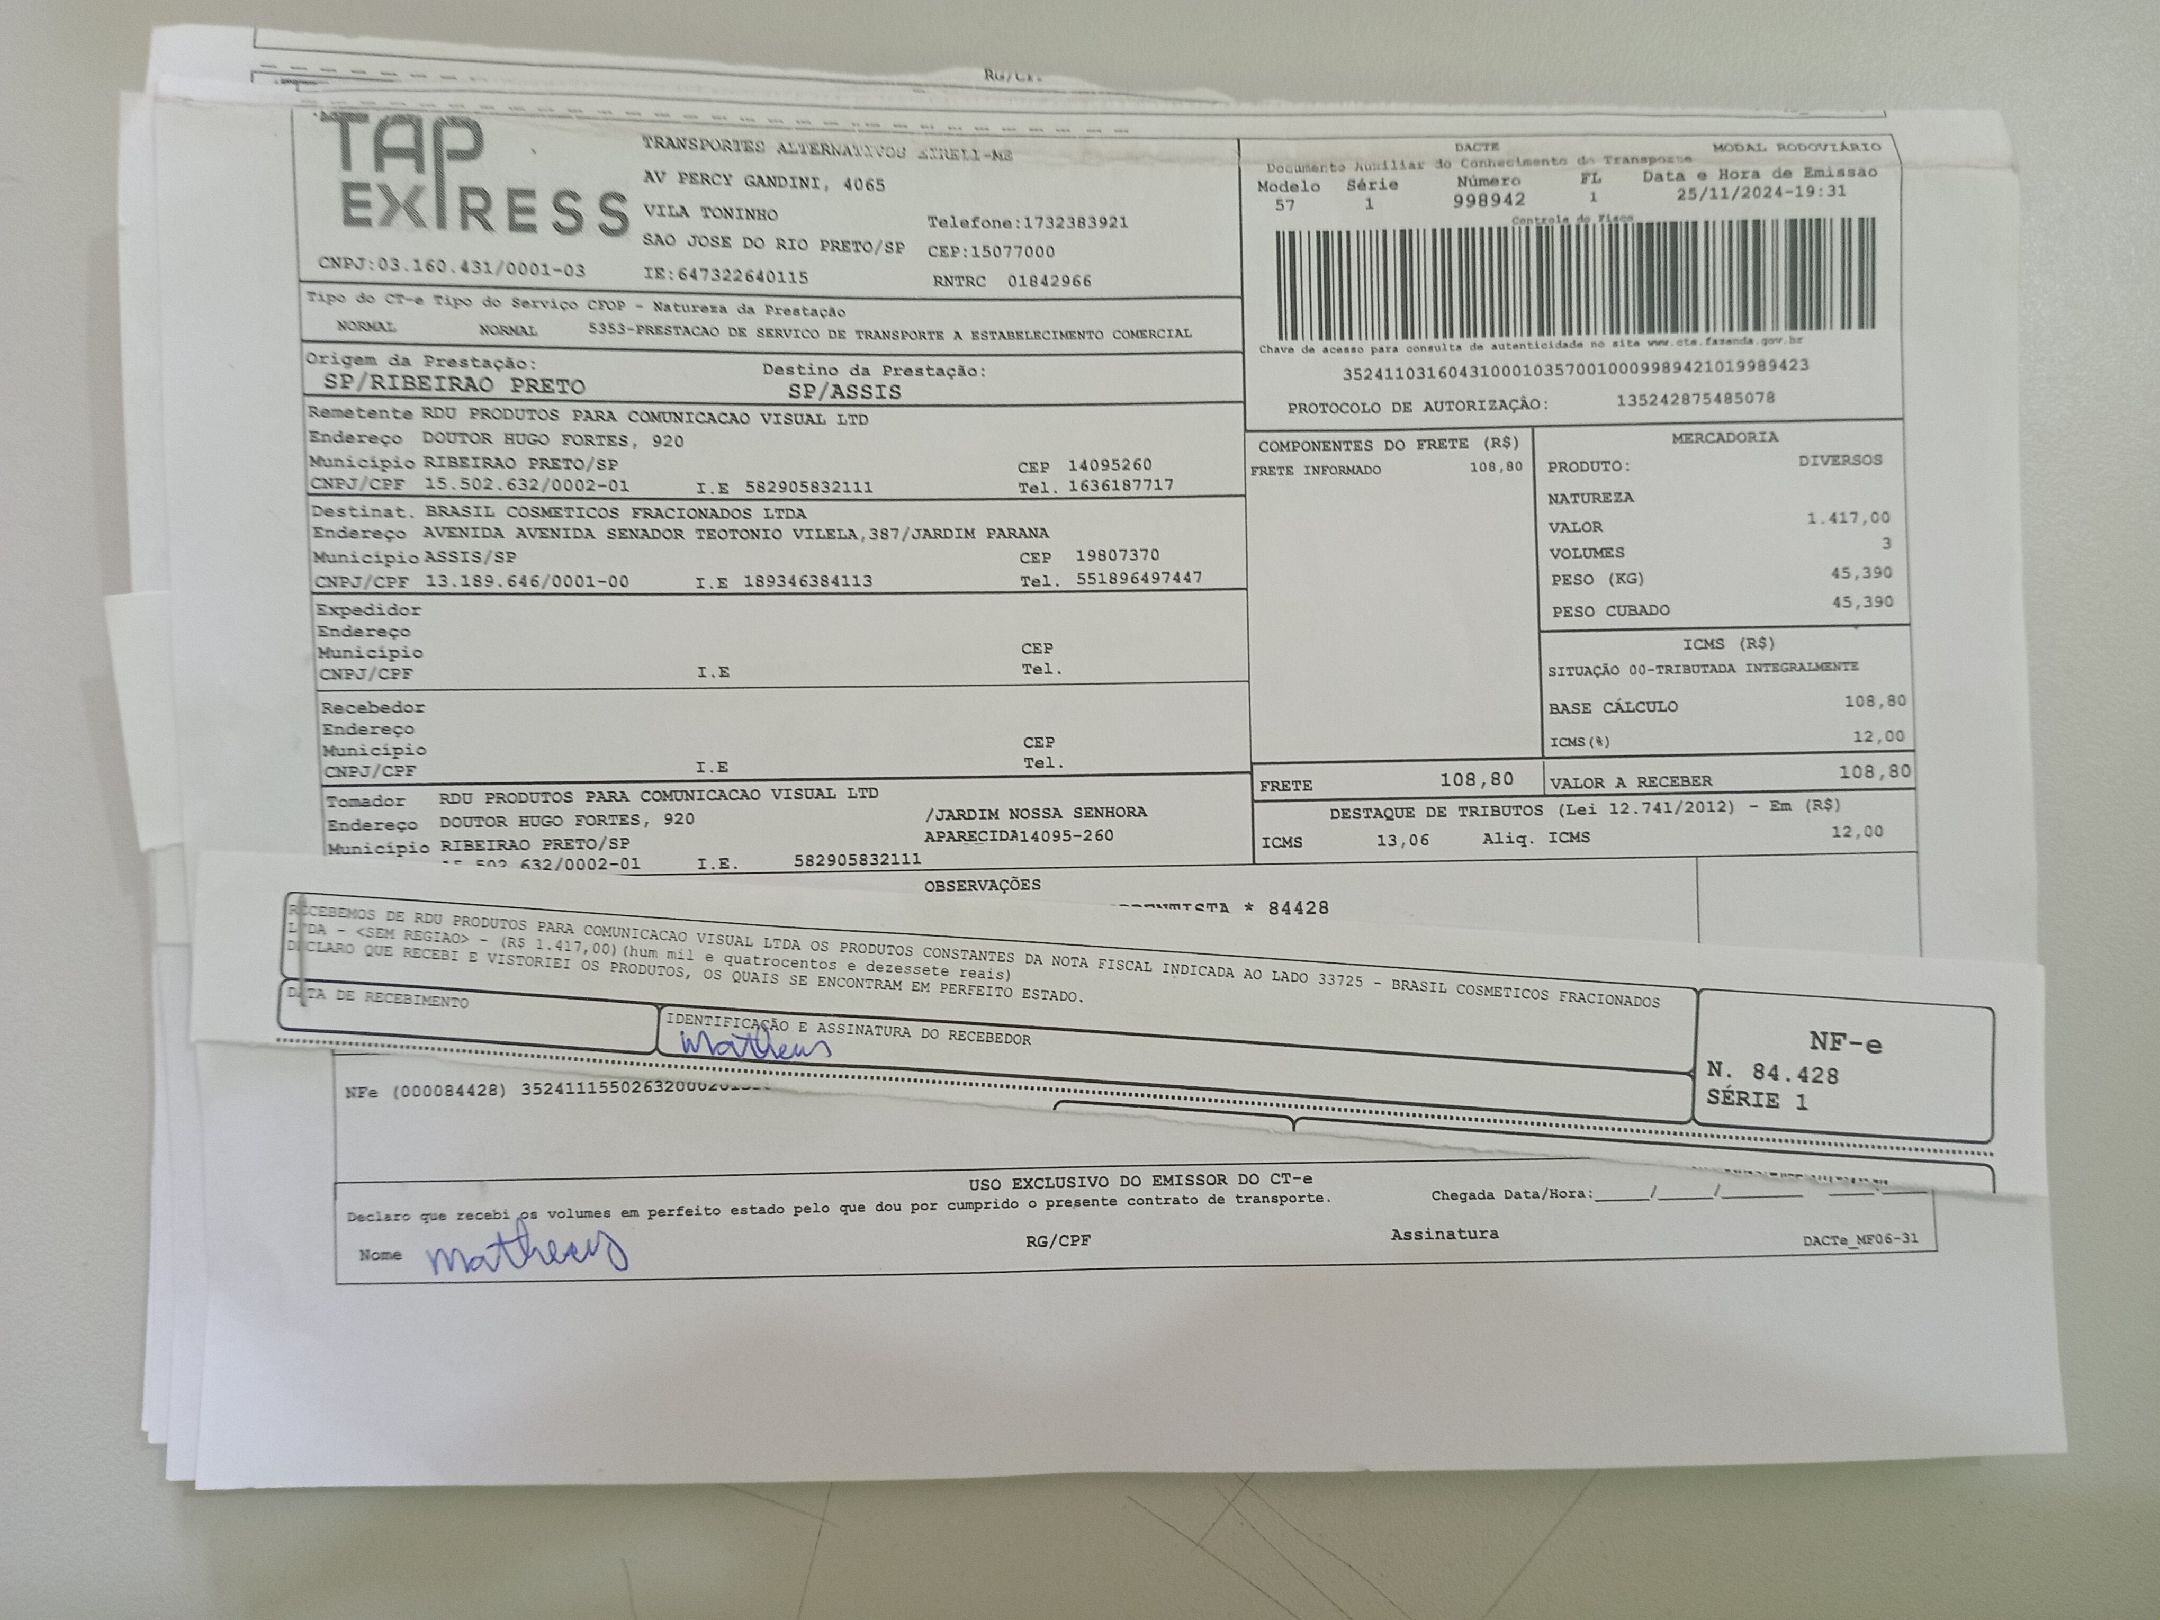 RG/CPF
TAP EXPRESS
TRANSPORTES ALTERNATIVOS EIRELI-ME
AV PERCY GANDINI, 4065
VILA TONINHO
Telefone:1732383921
SAO JOSE DO RIO PRETO/SP CEP:15077000
CNPJ:03.160.431/0001-03 IE:647322640115 RNTRC 01842966
DACTE MODAL RODOVIÁRIO
Documento Auxiliar do Conhecimento de Transporte
Modelo Série Número FL Data e Hora de Emissão
57 1 998942 1 25/11/2024-19:31
Controle do Fisco
Chave de acesso para consulta de autenticidade no site www.cte.fazenda.gov.br
35241103160431000103570010009989421019989423
PROTOCOLO DE AUTORIZAÇÃO: 135242875485078
Tipo do CT-e Tipo do Serviço CFOP - Natureza da Prestação
NORMAL NORMAL 5353-PRESTACAO DE SERVICO DE TRANSPORTE A ESTABELECIMENTO COMERCIAL
Origem da Prestação: Destino da Prestação:
SP/RIBEIRAO PRETO SP/ASSIS
Remetente RDU PRODUTOS PARA COMUNICACAO VISUAL LTD
Endereço DOUTOR HUGO FORTES, 920
Município RIBEIRAO PRETO/SP CEP 14095260
CNPJ/CPF 15.502.632/0002-01 I.E 582905832111 Tel. 1636187717
Destinat. BRASIL COSMETICOS FRACIONADOS LTDA
Endereço AVENIDA AVENIDA SENADOR TEOTONIO VILELA,387/JARDIM PARANA
Município ASSIS/SP CEP 19807370
CNPJ/CPF 13.189.646/0001-00 I.E 189346384113 Tel. 551896497447
Expedidor
Endereço
Município CEP
CNPJ/CPF I.E Tel.
Recebedor
Endereço
Município CEP
CNPJ/CPF I.E Tel.
Tomador RDU PRODUTOS PARA COMUNICACAO VISUAL LTD
Endereço DOUTOR HUGO FORTES, 920 /JARDIM NOSSA SENHORA
Município RIBEIRAO PRETO/SP APARECIDA14095-260
632/0002-01 I.E. 582905832111
COMPONENTES DO FRETE (R$)
FRETE INFORMADO 108,80
MERCADORIA
PRODUTO: DIVERSOS
NATUREZA
VALOR 1.417,00
VOLUMES 3
PESO (KG) 45,390
PESO CUBADO 45,390
ICMS (R$)
SITUAÇÃO 00-TRIBUTADA INTEGRALMENTE
BASE CÁLCULO 108,80
ICMS(%) 12,00
FRETE 108,80 VALOR A RECEBER 108,80
DESTAQUE DE TRIBUTOS (Lei 12.741/2012) - Em (R$)
ICMS 13,06 Aliq. ICMS 12,00
OBSERVAÇÕES
* 84428
RECEBEMOS DE RDU PRODUTOS PARA COMUNICACAO VISUAL LTDA OS PRODUTOS CONSTANTES DA NOTA FISCAL INDICADA AO LADO 33725 - BRASIL COSMETICOS FRACIONADOS
LTDA - <SEM REGIAO> - (R$ 1.417,00)(hum mil e quatrocentos e dezessete reais)
DECLARO QUE RECEBI E VISTORIEI OS PRODUTOS, OS QUAIS SE ENCONTRAM EM PERFEITO ESTADO.
DATA DE RECEBIMENTO
IDENTIFICAÇÃO E ASSINATURA DO RECEBEDOR
Matheus
NF-e
N. 84.428
SÉRIE 1
NFe (000084428)
USO EXCLUSIVO DO EMISSOR DO CT-e
Declaro que recebi os volumes em perfeito estado pelo que dou por cumprido o presente contrato de transporte. Chegada Data/Hora:____/____/______
Nome Matheus RG/CPF Assinatura
DACTe_MF06-31